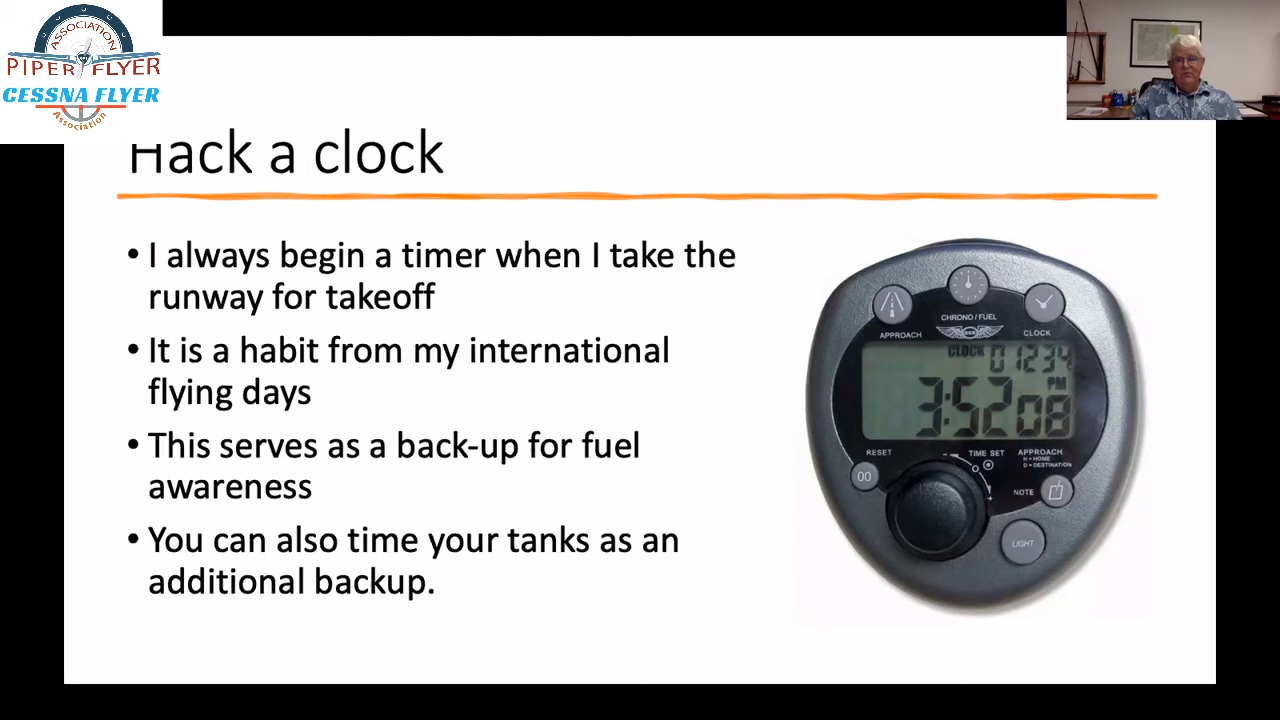 ASSOCIATION
PIPER FLYER
CESSNA FLYER
Association
Hack a clock
• I always begin a timer when I take the
runway for takeoff
• It is a habit from my international
flying days
• This serves as a back-up for fuel
awareness
• You can also time your tanks as an
additional backup.
CHRONO / FUEL
APPROACH
CLOCK
CLOCK 01234
PM
3:52 08
RESET
TIME SET
APPROACH
H = HOME
D = DESTINATION
00
NOTE
LIGHT